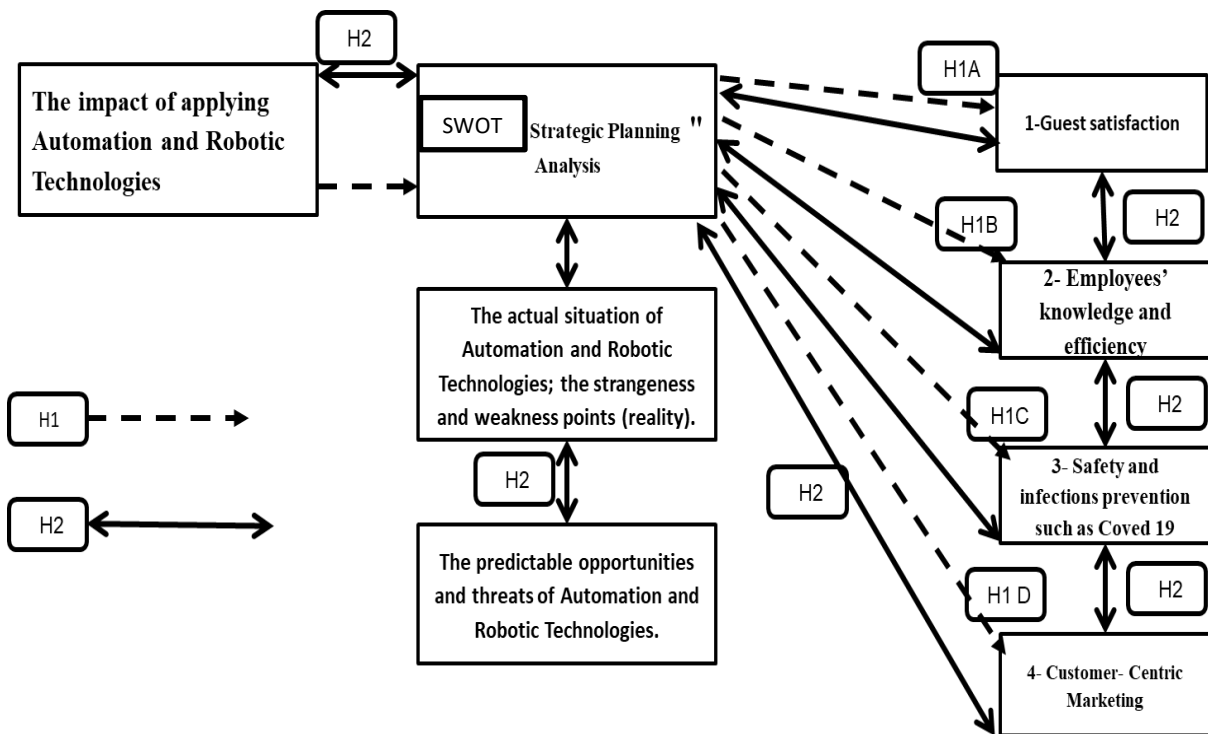 H2
The impact of applying
Automation and Robotic
Technologies
SWOT
Strategic Planning "
Analysis
H1A
1-Guest satisfaction
H2
H1B
2- Employees’
knowledge and
efficiency
H2
H1C
3- Safety and
infections prevention
such as Coved 19
H2
H1 D
4- Customer- Centric
Marketing
The actual situation of
Automation and Robotic
Technologies; the strangeness
and weakness points (reality).
H2
H2
The predictable opportunities
and threats of Automation and
Robotic Technologies.
H1
H2